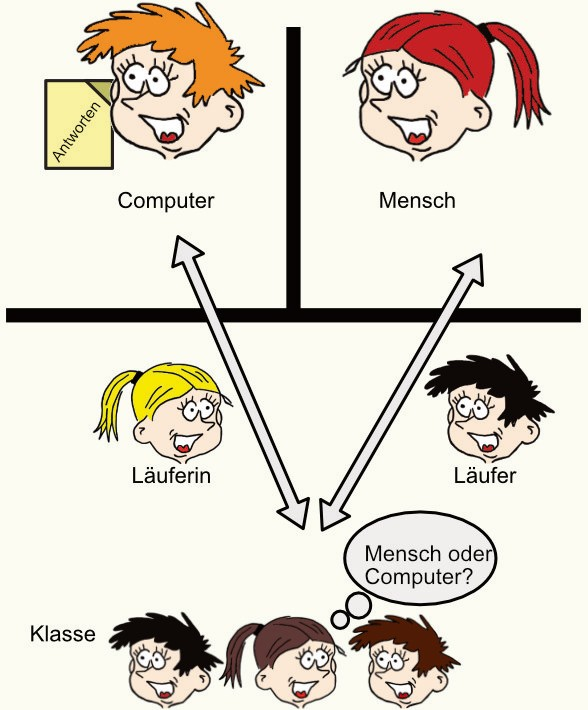 Antworten
Computer
Mensch
Läuferin
Läufer
Mensch oder
Computer?
Klasse